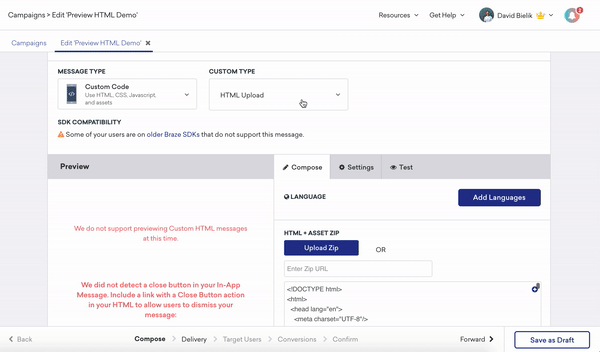 Campaigns > Edit 'Preview HTML Demo'
Resources
Get Help
David Bielik
2
Campaigns
Edit 'Preview HTML Demo'
MESSAGE TYPE
CUSTOM TYPE
Custom Code
Use HTML, CSS, Javascript,
and assets
HTML Upload
SDK COMPATIBILITY
Some of your users are on older Braze SDKs that do not support this message.
Preview
Compose
Settings
Test
We do not support previewing Custom HTML messages
at this time.
We did not detect a close button in your In-App
Message. Include a link with a Close Button action
in your HTML to allow users to dismiss your
message:
LANGUAGE
Add Languages
HTML + ASSET ZIP
Upload Zip
OR
Enter Zip URL
<!DOCTYPE html>
<html>
<head lang="en">
<meta charset="UTF-8"/>
Back
Compose
Delivery
Target Users
Conversions
Confirm
Forward
Save as Draft